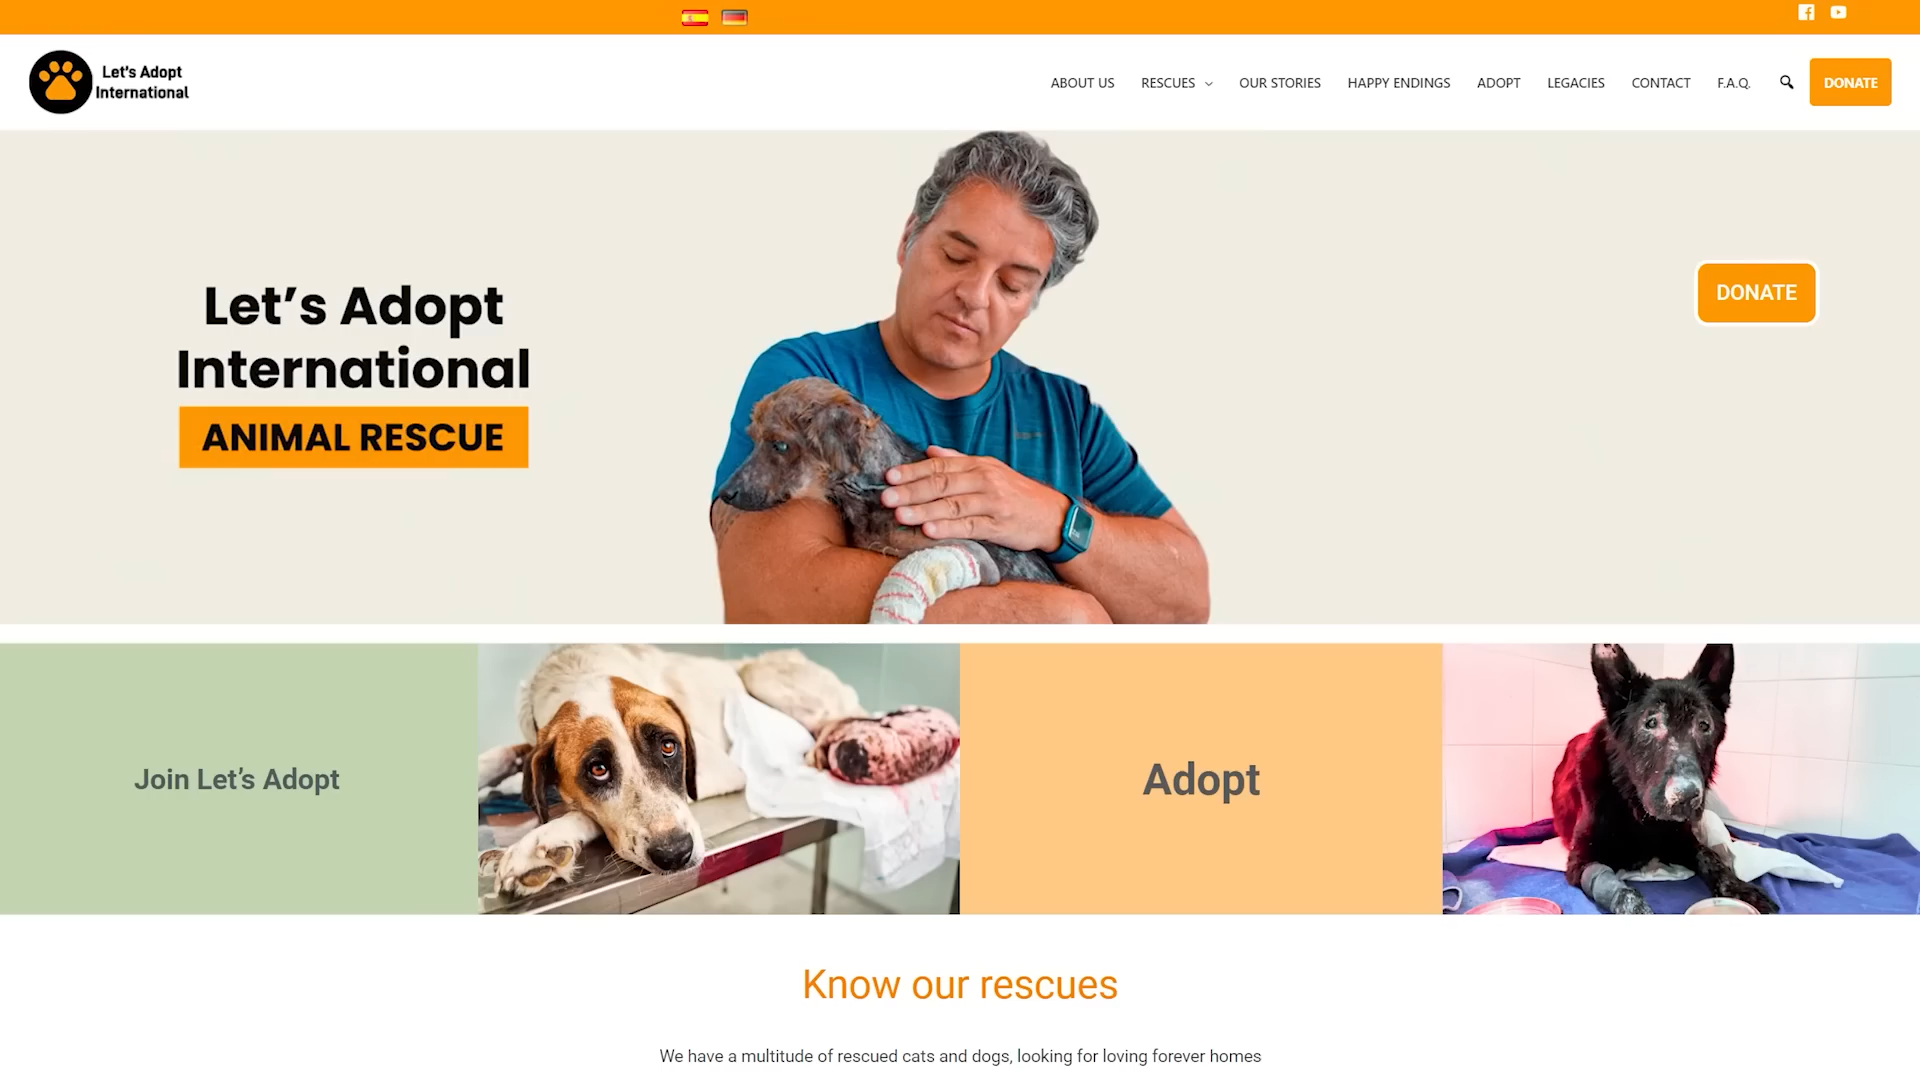 Let's Adopt
International
ABOUT US
RESCUES
OUR STORIES
HAPPY ENDINGS
ADOPT
LEGACIES
CONTACT
F.A.Q.
DONATE
Let’s Adopt
International
ANIMAL RESCUE
DONATE
Join Let’s Adopt
Adopt
Know our rescues
We have a multitude of rescued cats and dogs, looking for loving forever homes